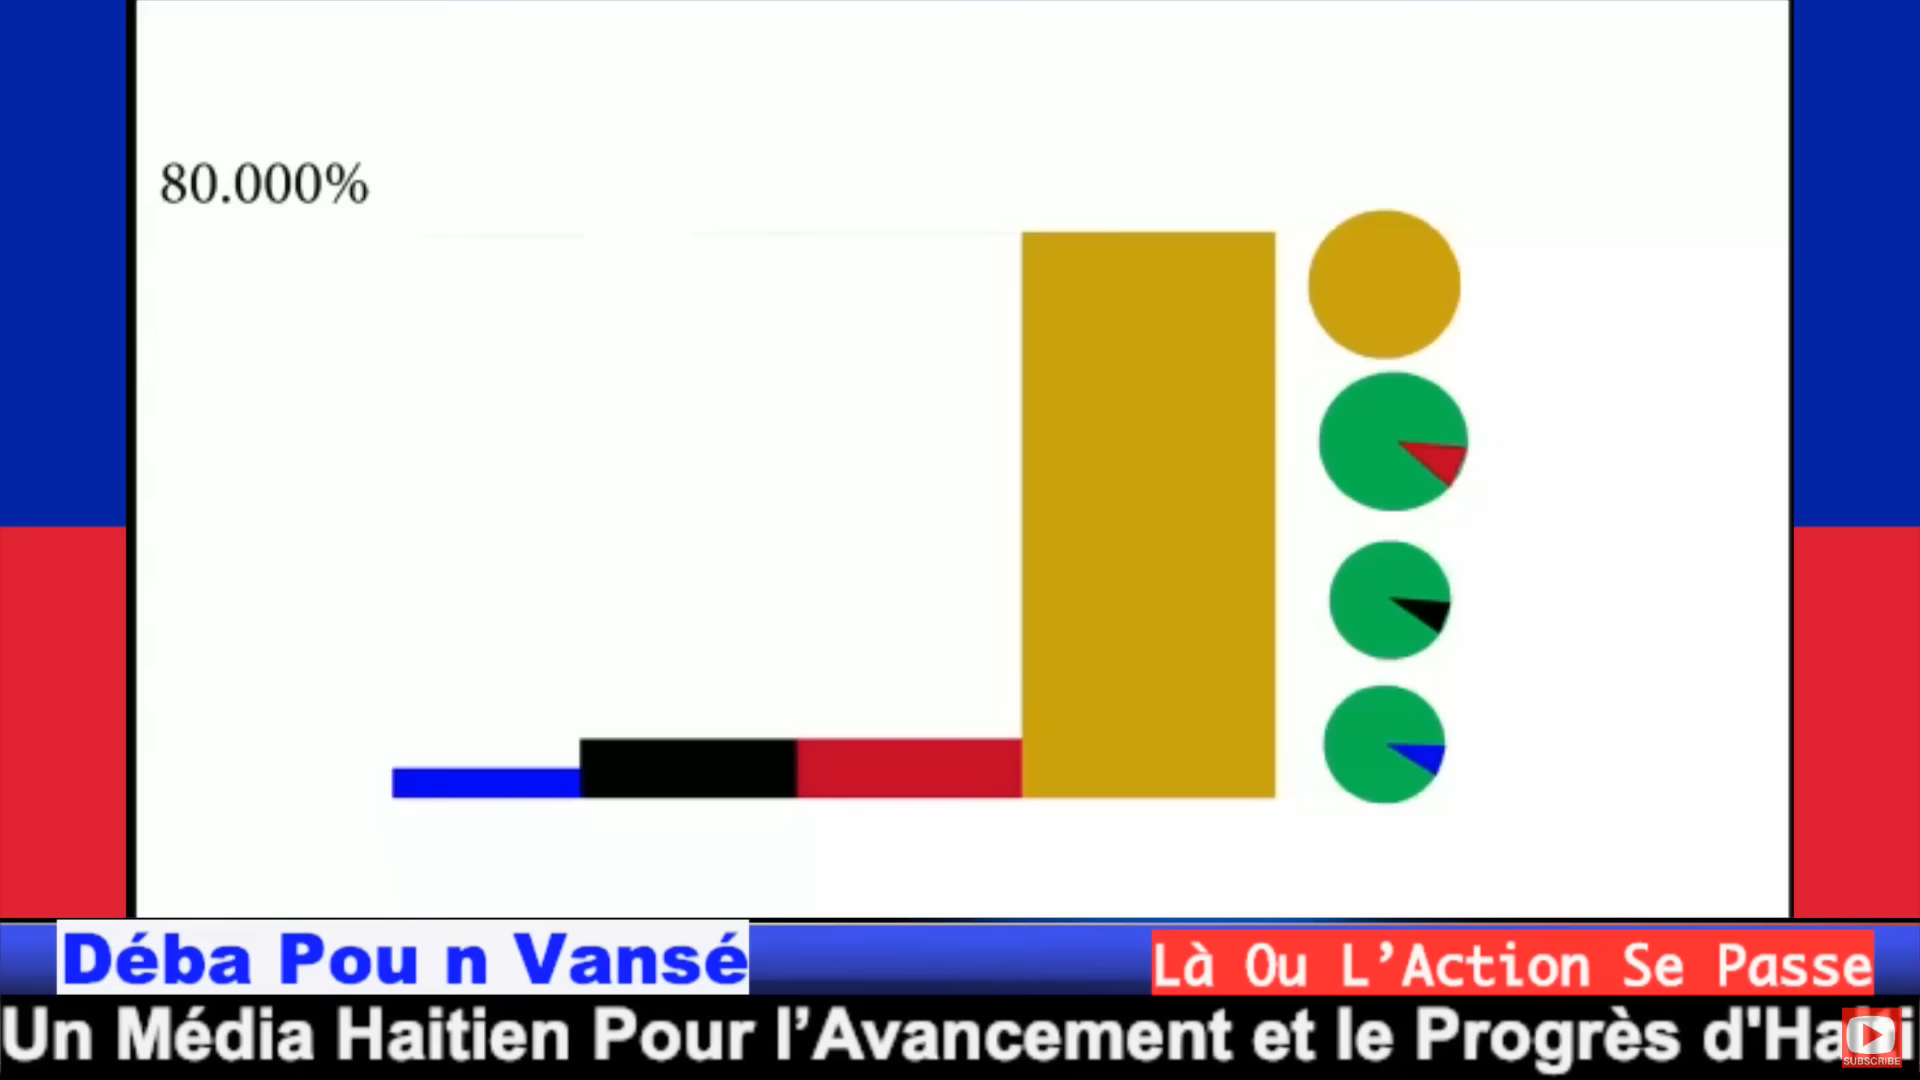 80.000%
Déba Pou n Vansé
Là Ou L’Action Se Passe
Un Média Haitien Pour l’Avancement et le Progrès d'Haiti
SUBSCRIBE